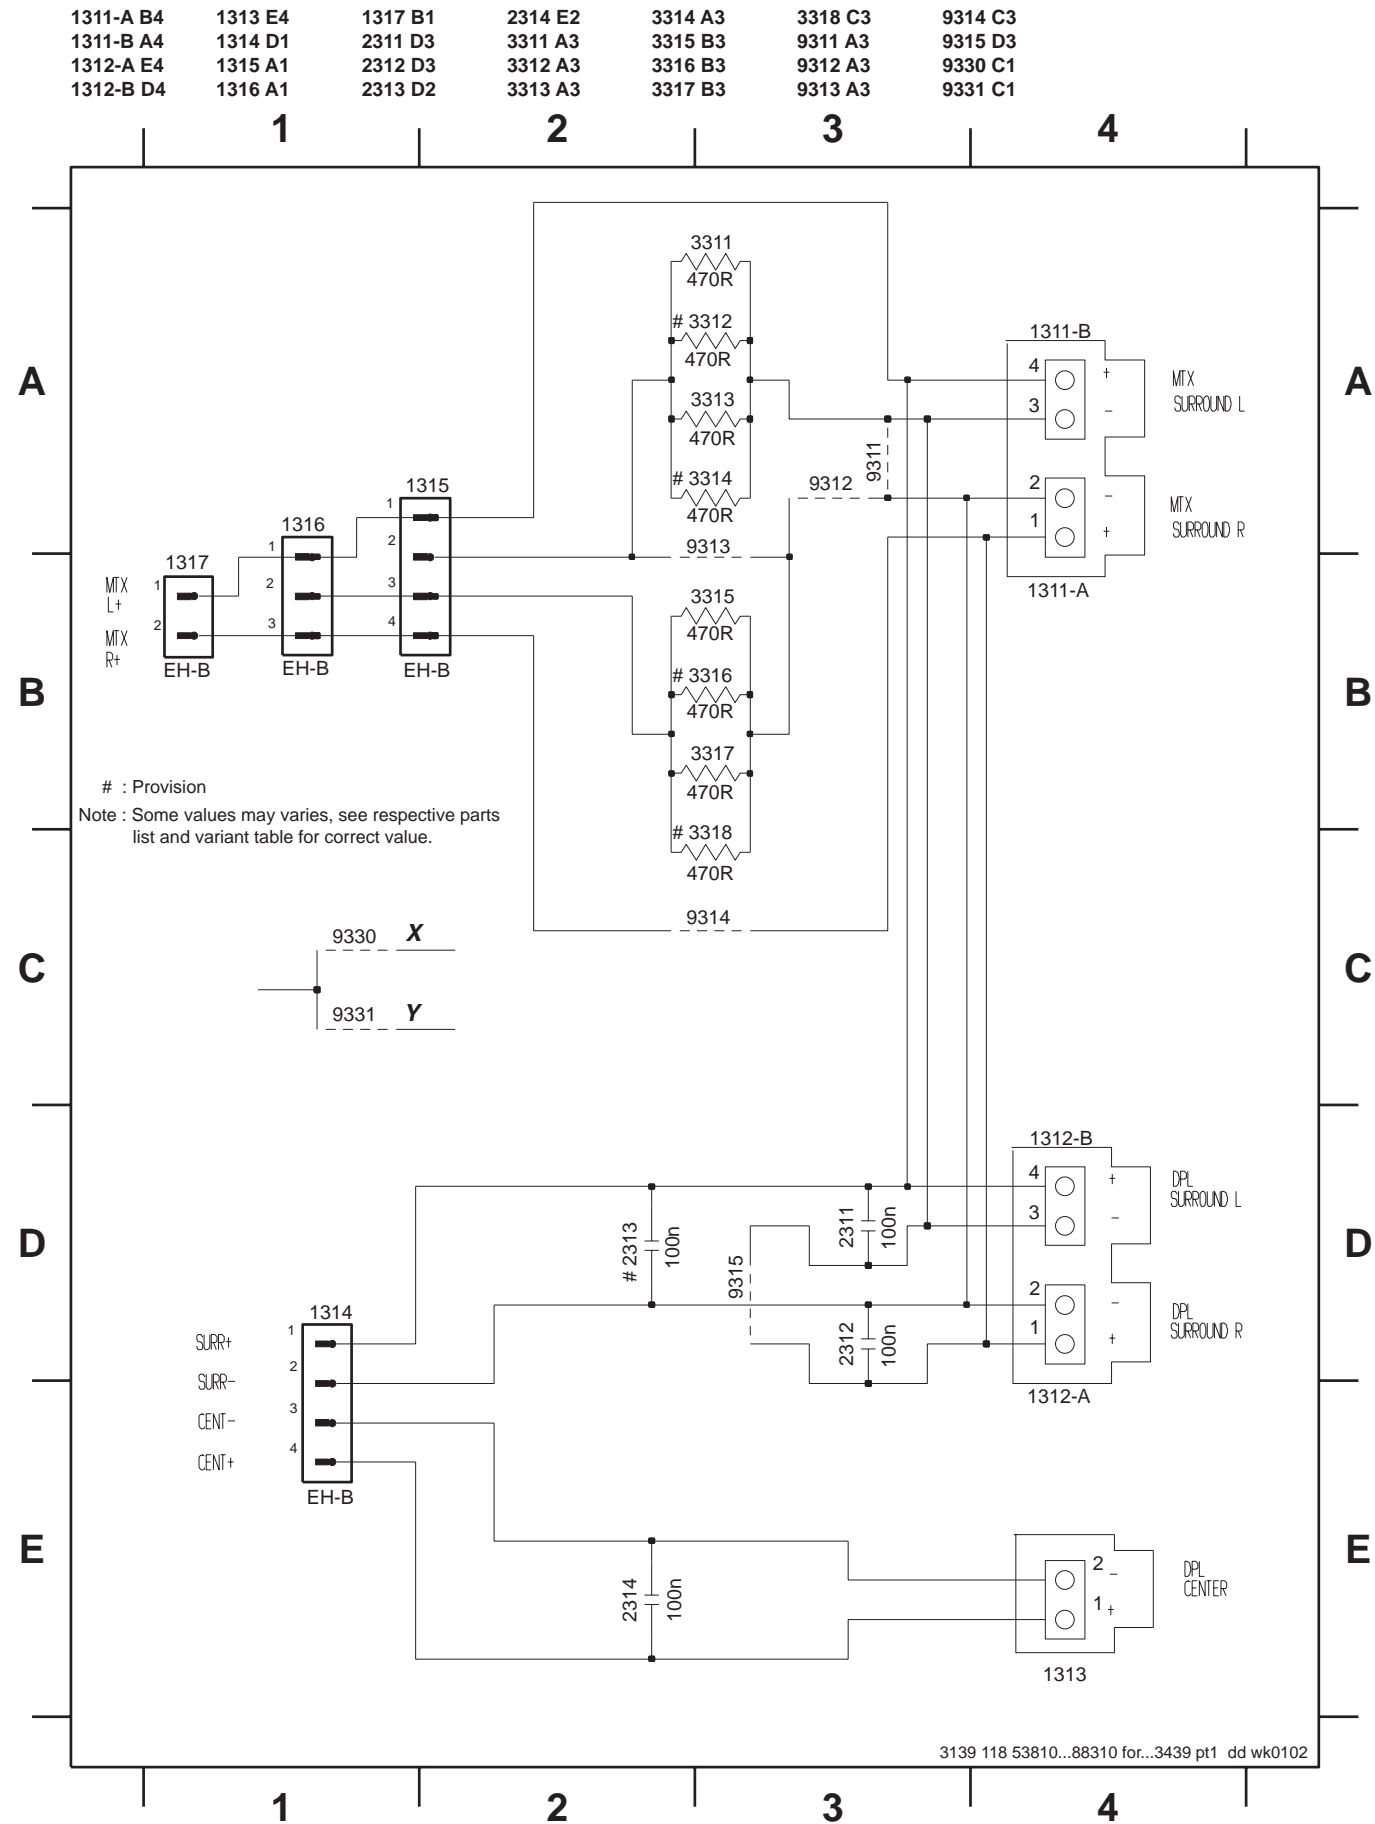 1311-A B4 1313 E4 1317 B1 2314 E2 3314 A3 3318 C3 9314 C3
1311-B A4 1314 D1 2311 D3 3311 A3 3315 B3 9311 A3 9315 D3
1312-A E4 1315 A1 2312 D3 3312 A3 3316 B3 9312 A3 9330 C1
1312-B D4 1316 A1 2313 D2 3313 A3 3317 B3 9313 A3 9331 C1
1 2 3 4
3311
470R
# 3312
470R
1311-B
A
4 +
MTX
SURROUND L
A
3313
3 -
470R
9311
# 3314
9312
2 -
MTX
SURROUND R
470R
1 +
1315
1
1316
1
2
9313
1317
MTX
L+
1
2
3
3315
1311-A
470R
MTX
R+
2
3
4
EH-B
EH-B
EH-B
# 3316
470R
B
B
3317
470R
# : Provision
Note : Some values may varies, see respective parts
list and variant table for correct value.
# 3318
470R
9314
9330 X
C
C
9331 Y
1312-B
4 +
DPL
SURROUND L
3 -
D
# 2313
100n
2311
100n
D
9315
2 -
DPL
SURROUND R
1 +
2312
100n
1314
SURR+
1
SURR-
2
1312-A
CENT-
3
CENT+
4
EH-B
E
E
2 -
DPL
CENTER
1 +
2314
100n
1313
3139 118 53810...88310 for...3439 pt1 dd wk0102
1 2 3 4